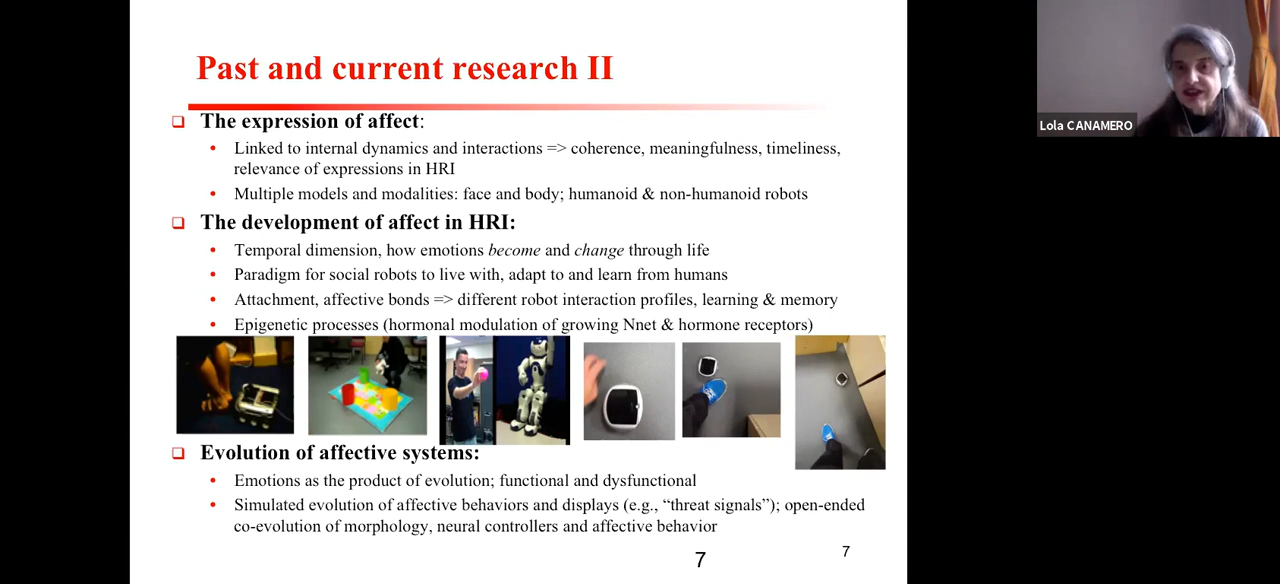 Past and current research II
❑ The expression of affect:
• Linked to internal dynamics and interactions => coherence, meaningfulness, timeliness,
relevance of expressions in HRI
• Multiple models and modalities: face and body; humanoid & non-humanoid robots
❑ The development of affect in HRI:
• Temporal dimension, how emotions become and change through life
• Paradigm for social robots to live with, adapt to and learn from humans
• Attachment, affective bonds => different robot interaction profiles, learning & memory
• Epigenetic processes (hormonal modulation of growing Nnet & hormone receptors)
❑ Evolution of affective systems:
• Emotions as the product of evolution; functional and dysfunctional
• Simulated evolution of affective behaviors and displays (e.g., “threat signals”); open-ended
co-evolution of morphology, neural controllers and affective behavior
7
7
Lola CANAMERO